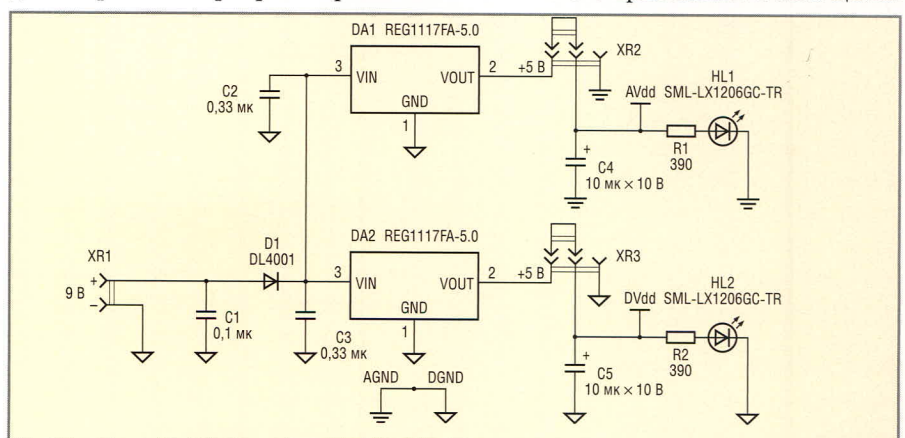 DA1 REG1117FA-5.0
3
VIN
VOUT
2
+5 В
GND
1
XR2
C2
0,33 мк
AVdd
HL1
SML-LX1206GC-TR
+
C4
10 мк × 10 В
R1
390
DA2 REG1117FA-5.0
3
VIN
VOUT
2
+5 В
GND
1
XR3
XR1
+
9 В
–
D1
DL4001
C1
0,1 мк
C3
0,33 мк
DVdd
HL2
SML-LX1206GC-TR
+
C5
10 мк × 10 В
R2
390
AGND
DGND